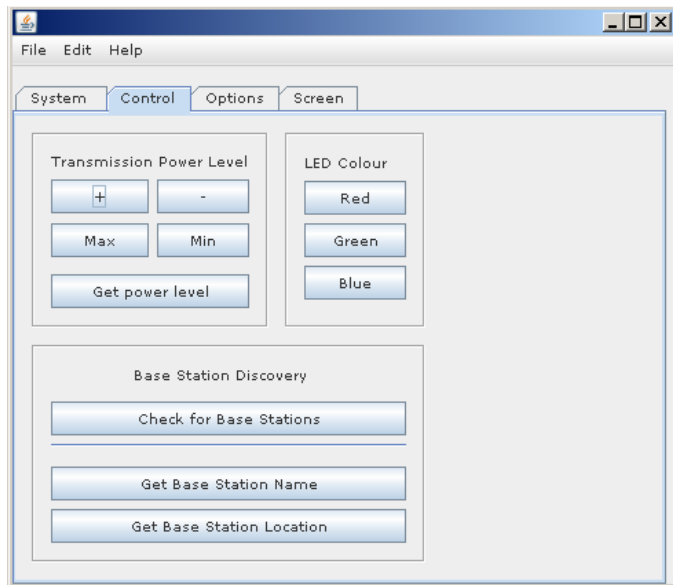 File Edit Help
System Control Options Screen
Transmission Power Level
+ -
Max Min
Get power level
LED Colour
Red
Green
Blue
Base Station Discovery
Check for Base Stations
Get Base Station Name
Get Base Station Location